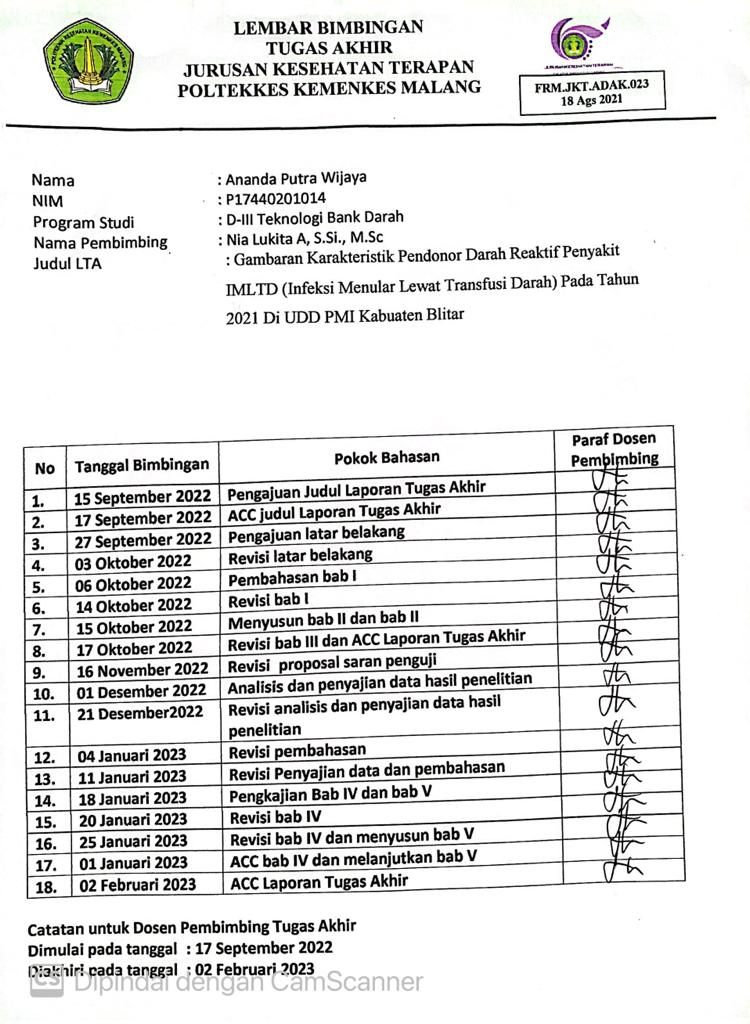 LEMBAR BIMBINGAN
TUGAS AKHIR
JURUSAN KESEHATAN TERAPAN
POLTEKKES KEMENKES MALANG
FRM.JKT.ADAK.023
18 Ags 2021
Nama : Ananda Putra Wijaya
NIM : P17440201014
Program Studi : D-III Teknologi Bank Darah
Nama Pembimbing : Nia Lukita A, S.Si., M.Sc
Judul LTA : Gambaran Karakteristik Pendonor Darah Reaktif Penyakit
IMLTD (Infeksi Menular Lewat Transfusi Darah) Pada Tahun
2021 Di UDD PMI Kabuaten Blitar
No Tanggal Bimbingan Pokok Bahasan Paraf Dosen
Pembimbing
1. 15 September 2022 Pengajuan Judul Laporan Tugas Akhir
2. 17 September 2022 ACC judul Laporan Tugas Akhir
3. 27 September 2022 Pengajuan latar belakang
4. 03 Oktober 2022 Revisi latar belakang
5. 06 Oktober 2022 Pembahasan bab I
6. 14 Oktober 2022 Revisi bab I
7. 15 Oktober 2022 Menyusun bab II dan bab II
8. 17 Oktober 2022 Revisi bab III dan ACC Laporan Tugas Akhir
9. 16 November 2022 Revisi proposal saran penguji
10. 01 Desember 2022 Analisis dan penyajian data hasil penelitian
11. 21 Desember2022 Revisi analisis dan penyajian data hasil
penelitian
12. 04 Januari 2023 Revisi pembahasan
13. 11 Januari 2023 Revisi Penyajian data dan pembahasan
14. 18 Januari 2023 Pengkajian Bab IV dan bab V
15. 20 Januari 2023 Revisi bab IV
16. 25 Januari 2023 Revisi bab IV dan menyusun bab V
17. 01 Januari 2023 ACC bab IV dan melanjutkan bab V
18. 02 Februari 2023 ACC Laporan Tugas Akhir
Catatan untuk Dosen Pembimbing Tugas Akhir
Dimulai pada tanggal : 17 September 2022
Diakhiri pada tanggal : 02 Februari 2023
CS Dipindai dengan CamScanner